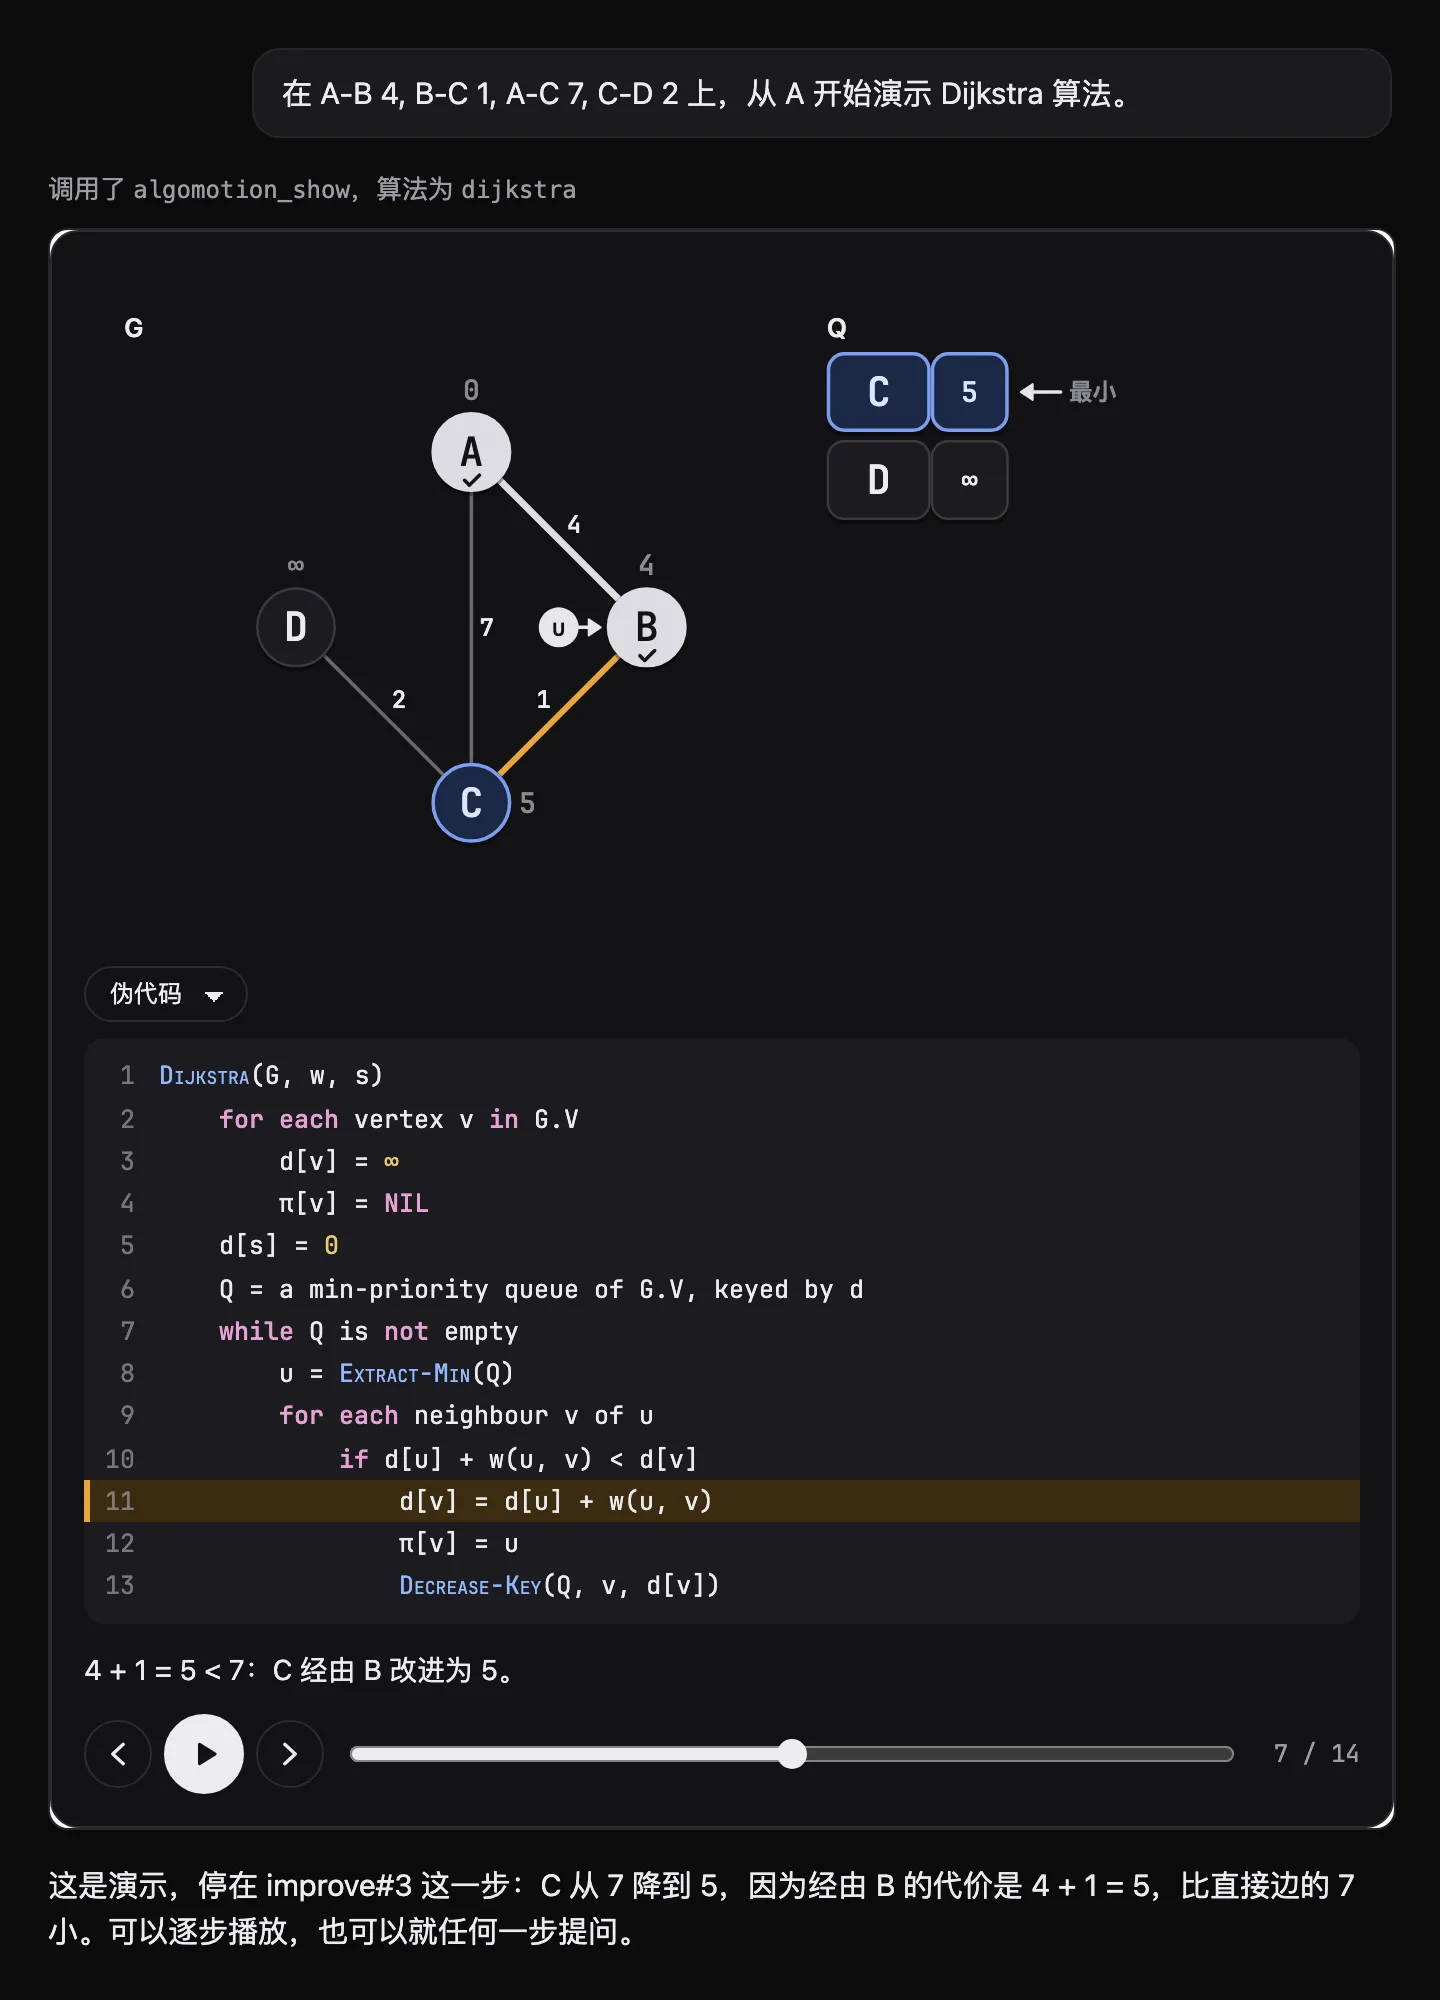 在 A-B 4, B-C 1, A-C 7, C-D 2 上，从 A 开始演示 Dijkstra 算法。
调用了 algomotion_show，算法为 dijkstra
G
Q
0
A
C 5
最小
D ∞
4
∞
4
D
7
u
B
2
1
C
5
伪代码
1 DIJKSTRA(G, w, s)
2 for each vertex v in G.V
3 d[v] = ∞
4 π[v] = NIL
5 d[s] = 0
6 Q = a min-priority queue of G.V, keyed by d
7 while Q is not empty
8 u = EXTRACT-MIN(Q)
9 for each neighbour v of u
10 if d[u] + w(u, v) < d[v]
11 d[v] = d[u] + w(u, v)
12 π[v] = u
13 DECREASE-KEY(Q, v, d[v])
4 + 1 = 5 < 7：C 经由 B 改进为 5。
7 / 14
这是演示，停在 improve#3 这一步：C 从 7 降到 5，因为经由 B 的代价是 4 + 1 = 5，比直接边的 7
小。可以逐步播放，也可以就任何一步提问。